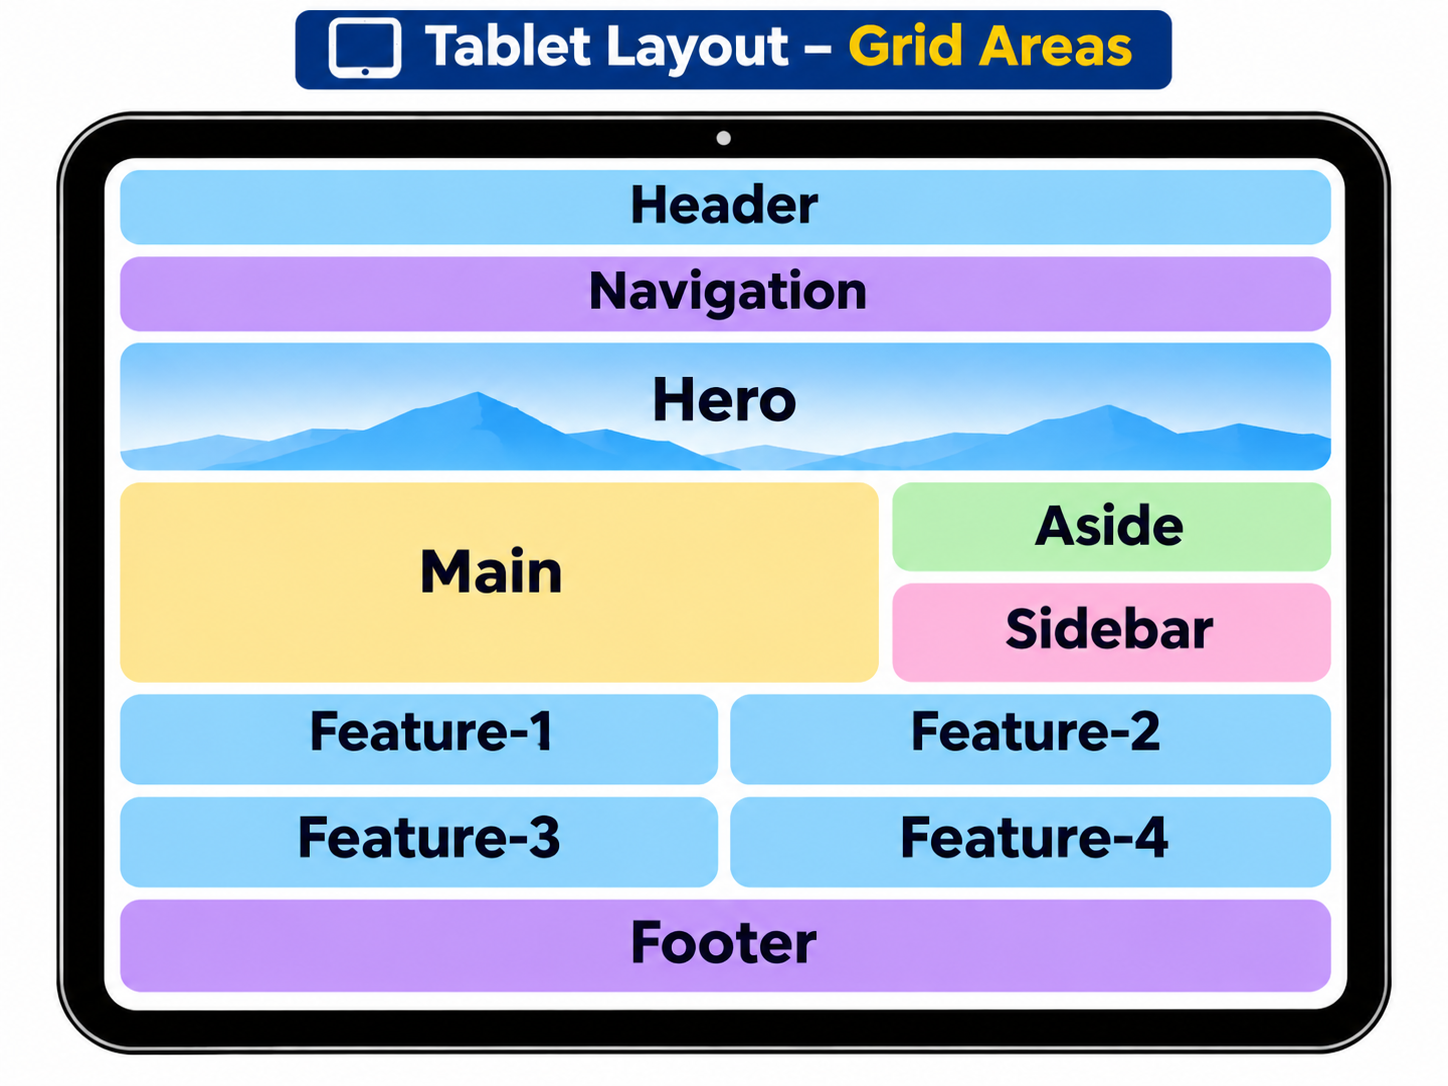 Tablet Layout – Grid Areas
Header
Navigation
Hero
Main
Aside
Sidebar
Feature-1
Feature-2
Feature-3
Feature-4
Footer